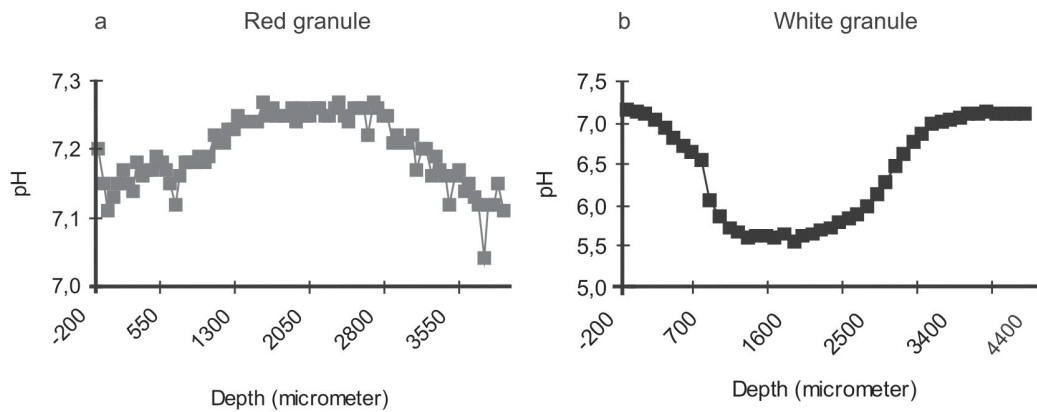 a Red granule
7,3
7,2
7,1
7,0
pH
-200 550 1300 2050 2800 3550
Depth (micrometer)
b White granule
7,5
7,0
6,5
6,0
5,5
5,0
pH
-200 700 1600 2500 3400 4400
Depth (micrometer)